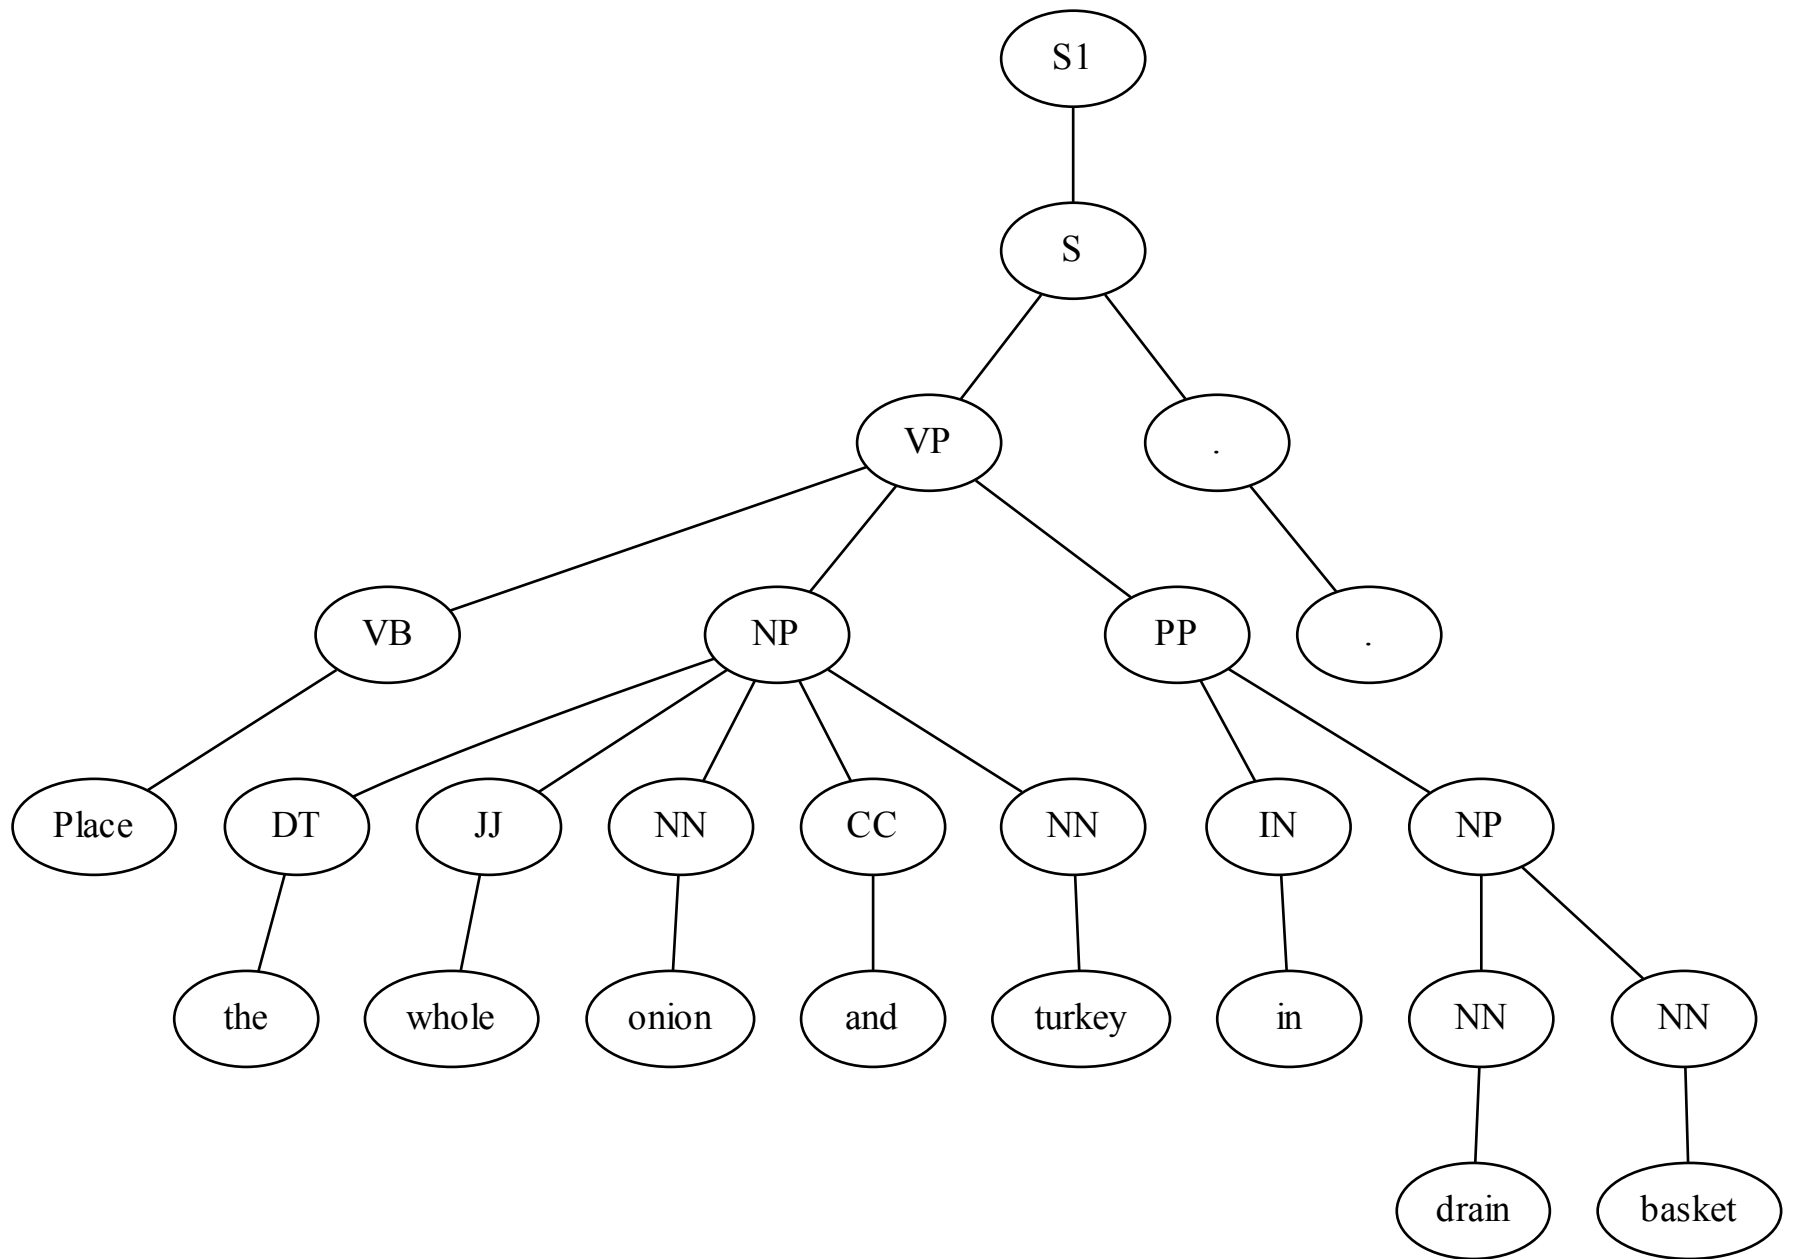 S1
S
VP .
VB NP PP .
Place DT JJ NN CC NN IN NP
the whole onion and turkey in NN NN
drain basket